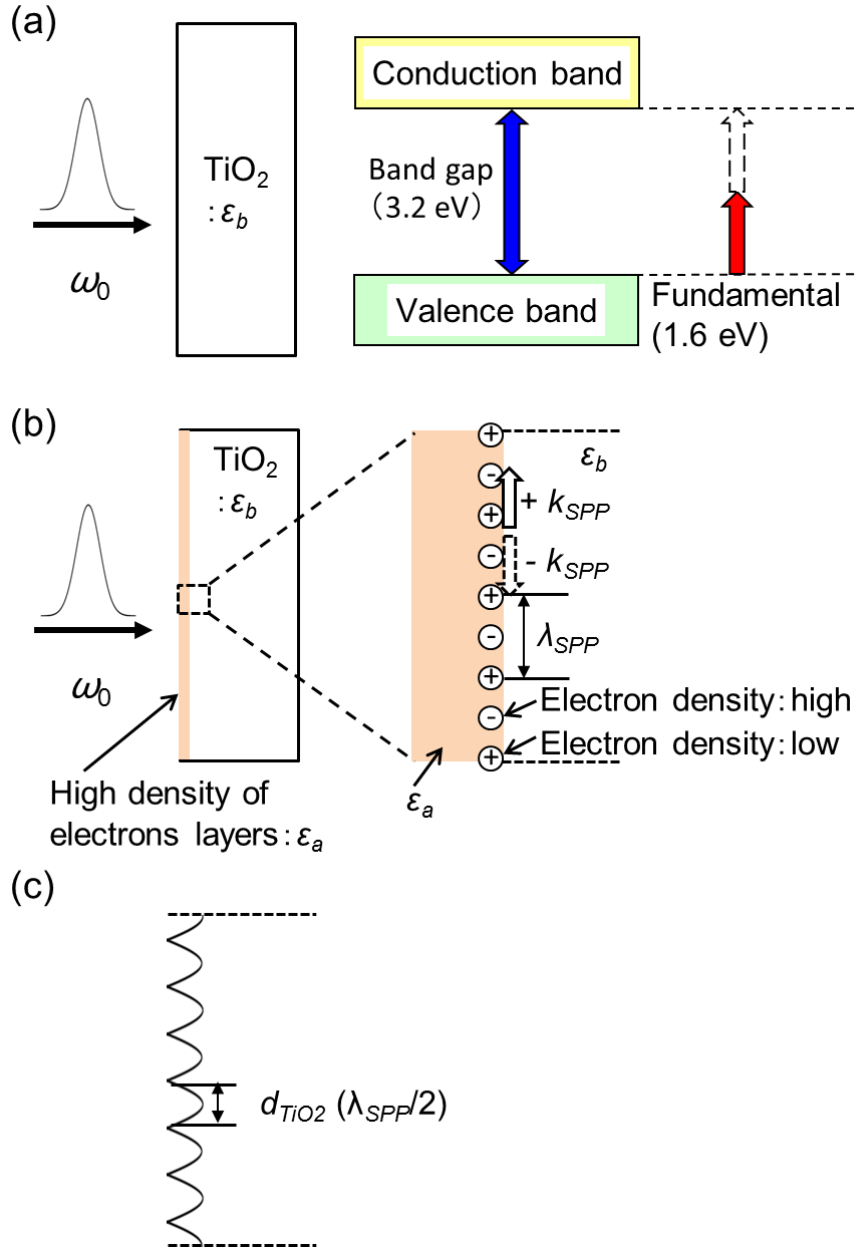 (a)
TiO2
: εb
ω0
Conduction band
Band gap
(3.2 eV)
Valence band
Fundamental
(1.6 eV)
(b)
TiO2
: εb
ω0
High density of
electrons layers: εa
εb
+
-
+
-
+
-
+
-
+
+ kSPP
- kSPP
λSPP
Electron density: high
Electron density: low
εa
(c)
dTiO2 (λSPP/2)